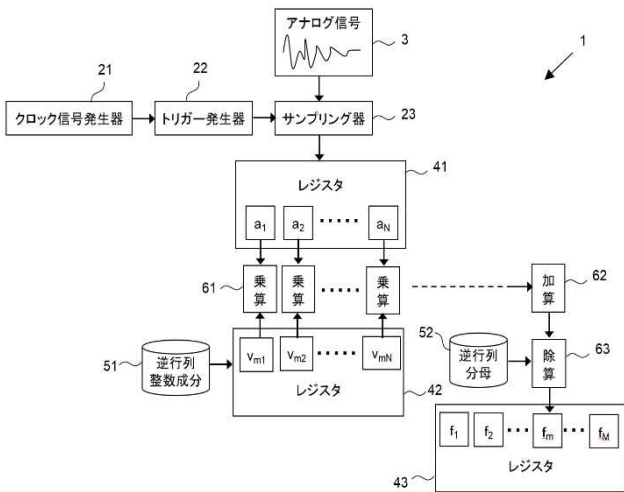 アナログ信号
3
1
21
クロック信号発生器
22
トリガー発生器
サンプリング器
23
41
レジスタ
a1 a2 ・・・・・ aN
61
乗算 乗算 ・・・・・ 乗算
加算
62
51
逆行列
整数成分
vm1 vm2 ・・・・・ vmN
レジスタ
42
52
逆行列
分母
除算
63
f1 f2 ・・・ fm ・・・ fM
レジスタ
43